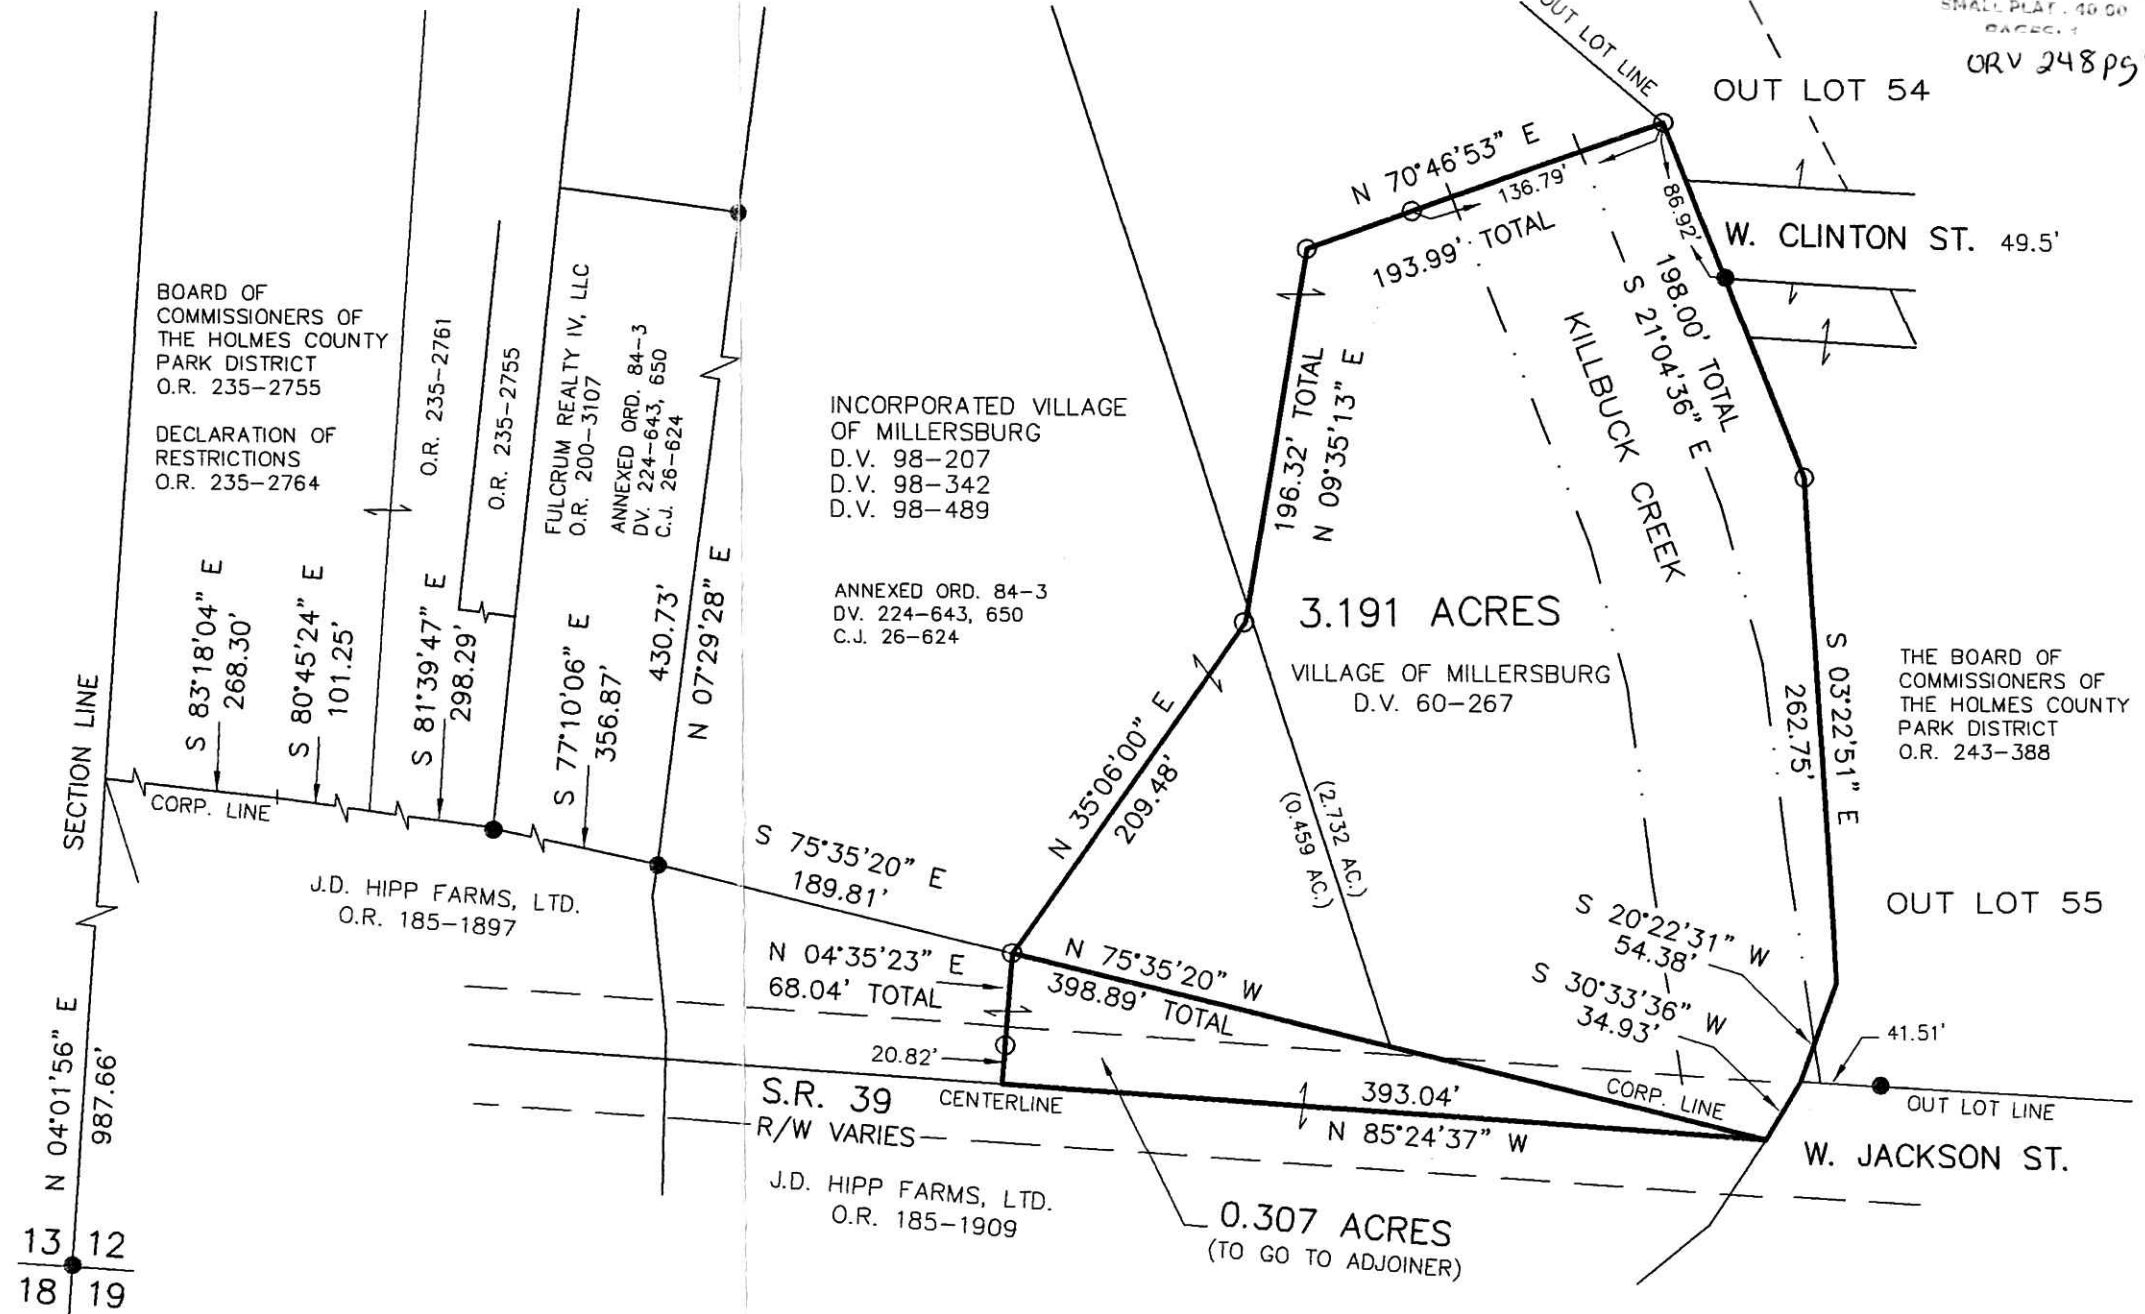 SMALL PLAT . 40.00
PAGES: 1
ORV 248 pg
OUT LOT LINE
OUT LOT 54
N 70°46'53" E
136.79'
193.99' TOTAL
86.92'
W. CLINTON ST. 49.5'
198.00' TOTAL
S 21°04'36" E
KILLBUCK CREEK
BOARD OF
COMMISSIONERS OF
THE HOLMES COUNTY
PARK DISTRICT
O.R. 235-2755
DECLARATION OF
RESTRICTIONS
O.R. 235-2764
O.R. 235-2761
O.R. 235-2755
FULCRUM REALTY IV, LLC
O.R. 200-3107
ANNEXED ORD. 84-3
DV. 224-643, 650
C.J. 26-624
INCORPORATED VILLAGE
OF MILLERSBURG
D.V. 98-207
D.V. 98-342
D.V. 98-489
ANNEXED ORD. 84-3
DV. 224-643, 650
C.J. 26-624
196.32' TOTAL
N 09°35'13" E
3.191 ACRES
VILLAGE OF MILLERSBURG
D.V. 60-267
S 03°22'51" E
262.75'
THE BOARD OF
COMMISSIONERS OF
THE HOLMES COUNTY
PARK DISTRICT
O.R. 243-388
SECTION LINE
S 83°18'04" E
268.30'
S 80°45'24" E
101.25'
S 81°39'47" E
298.29'
S 77°10'06" E
356.87'
430.73'
N 07°29'28" E
CORP. LINE
N 35°06'00" E
209.48'
(2.732 AC.)
(0.459 AC.)
S 75°35'20" E
189.81'
J.D. HIPP FARMS, LTD.
O.R. 185-1897
OUT LOT 55
S 20°22'31" W
54.38'
S 30°33'36" W
34.93'
41.51'
N 04°35'23" E
68.04' TOTAL
N 75°35'20" W
398.89' TOTAL
20.82'
S.R. 39
CENTERLINE
R/W VARIES
393.04'
N 85°24'37" W
CORP. LINE
OUT LOT LINE
W. JACKSON ST.
J.D. HIPP FARMS, LTD.
O.R. 185-1909
0.307 ACRES
(TO GO TO ADJOINER)
N 04°01'56" E
987.66'
13 12
18 19